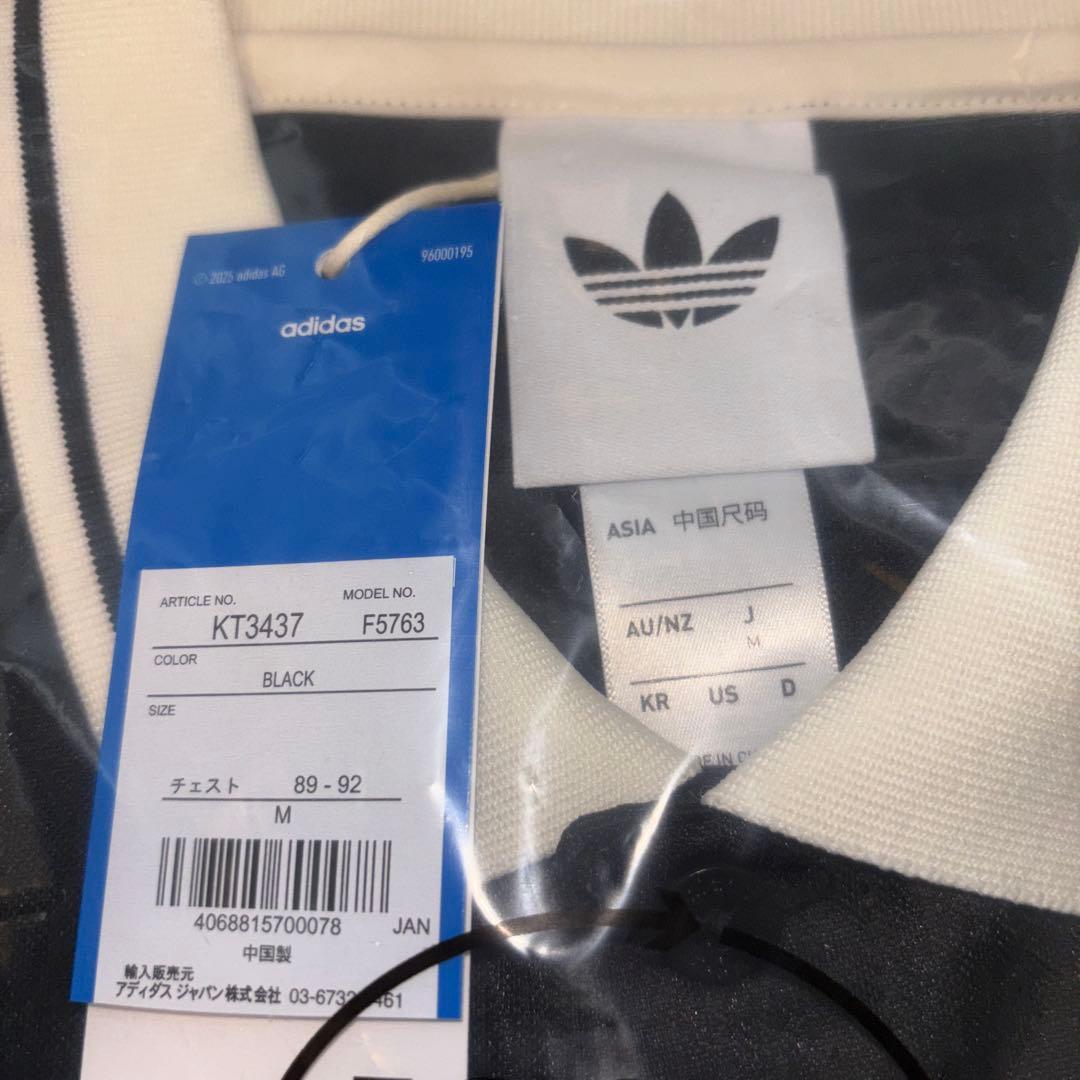 © 2025 adidas AG
96000195
adidas
ARTICLE NO.
MODEL NO.
KT3437
F5763
COLOR
BLACK
SIZE
チェスト 89 - 92
M
4068815700078 JAN
中国製
輸入販売元
アディダス ジャパン株式会社
ASIA 中国尺码
AU/NZ J
M
KR US D